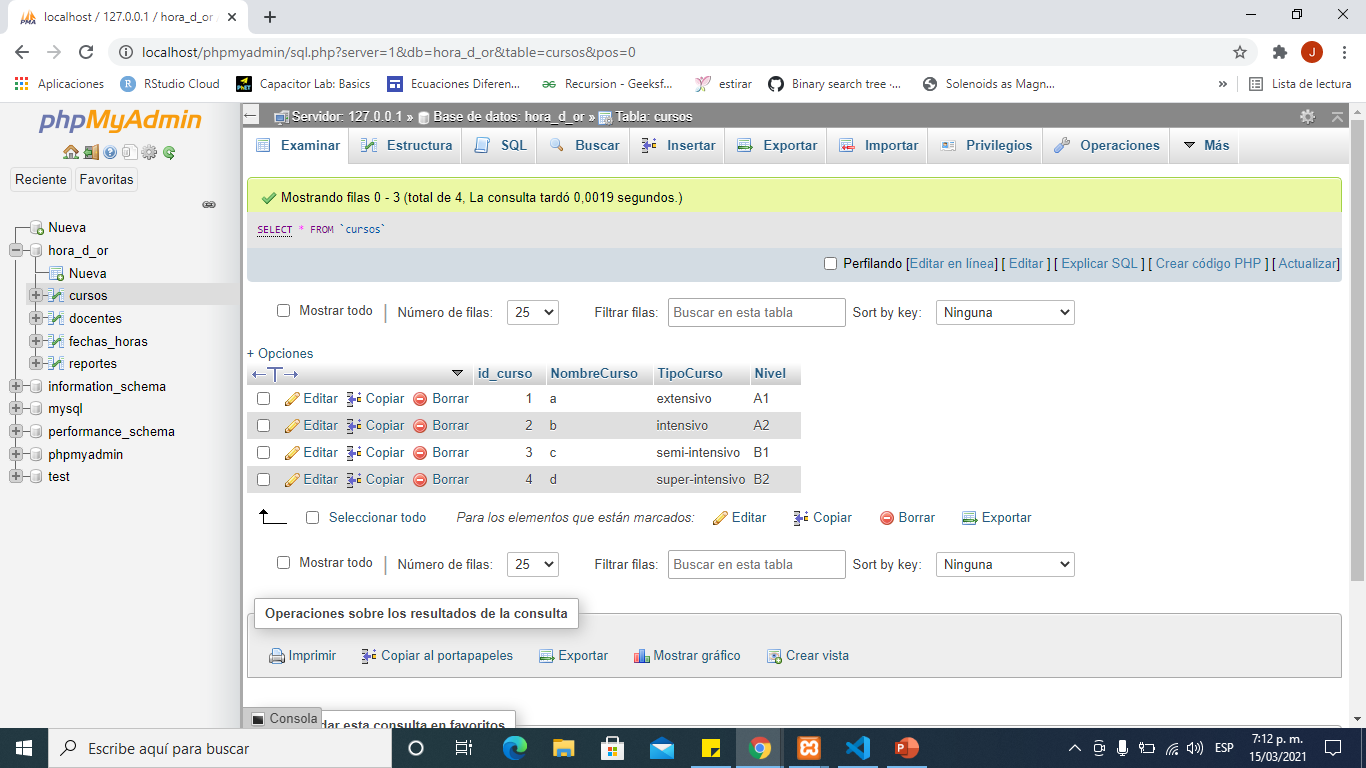 localhost / 127.0.0.1 / hora_d_or
localhost/phpmyadmin/sql.php?server=1&db=hora_d_or&table=cursos&pos=0
J
Aplicaciones RStudio Cloud Capacitor Lab: Basics Ecuaciones Diferen... Recursion - Geeksf... estirar Binary search tree -... Solenoids as Magn... » Lista de lectura
phpMyAdmin
Reciente Favoritas
Nueva
hora_d_or
Nueva
cursos
docentes
fechas_horas
reportes
information_schema
mysql
performance_schema
phpmyadmin
test
Servidor: 127.0.0.1 » Base de datos: hora_d_or » Tabla: cursos
Examinar Estructura SQL Buscar Insertar Exportar Importar Privilegios Operaciones Más
Mostrando filas 0 - 3 (total de 4, La consulta tardó 0,0019 segundos.)
SELECT * FROM `cursos`
Perfilando [Editar en línea] [ Editar ] [ Explicar SQL ] [ Crear código PHP ] [ Actualizar]
Mostrar todo | Número de filas: 25 Filtrar filas: Buscar en esta tabla Sort by key: Ninguna
+ Opciones
←T→ id_curso NombreCurso TipoCurso Nivel
Editar Copiar Borrar 1 a extensivo A1
Editar Copiar Borrar 2 b intensivo A2
Editar Copiar Borrar 3 c semi-intensivo B1
Editar Copiar Borrar 4 d super-intensivo B2
Seleccionar todo Para los elementos que están marcados: Editar Copiar Borrar Exportar
Mostrar todo | Número de filas: 25 Filtrar filas: Buscar en esta tabla Sort by key: Ninguna
Operaciones sobre los resultados de la consulta
Imprimir Copiar al portapapeles Exportar Mostrar gráfico Crear vista
Consola
dar esta consulta en favoritos
Escribe aquí para buscar
ESP
7:12 p. m.
15/03/2021